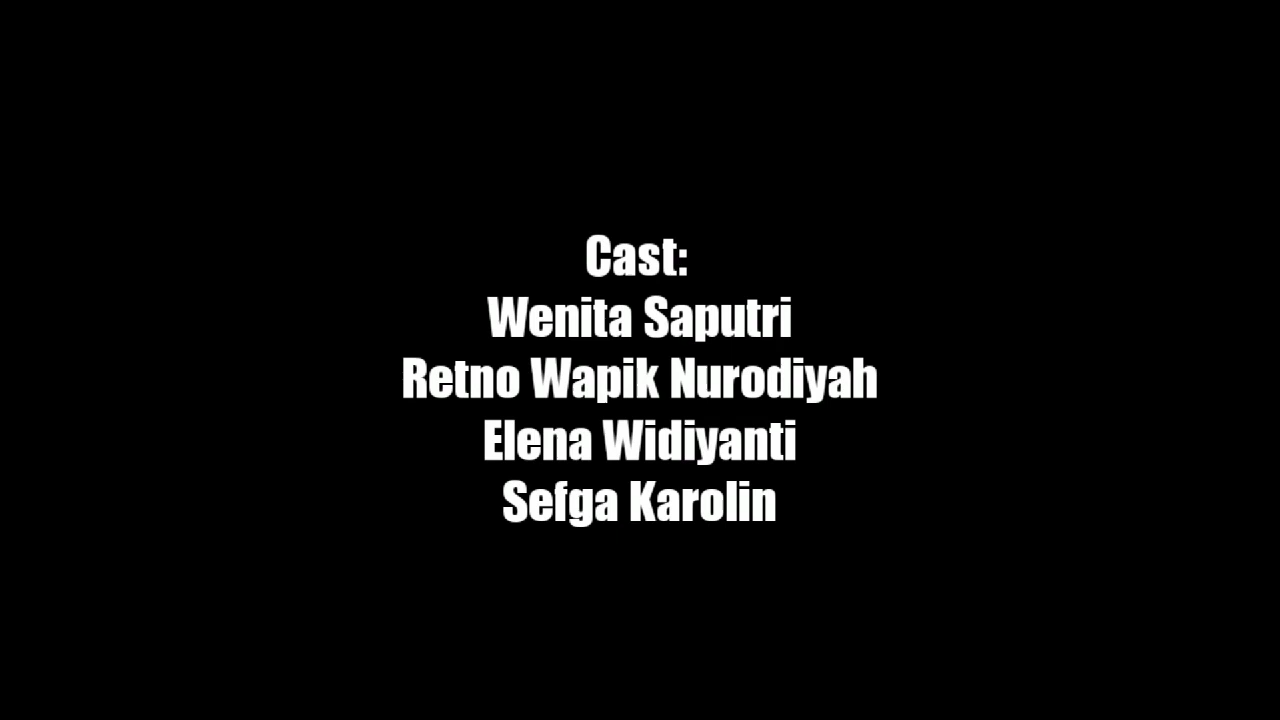 Cast:
Wenita Saputri
Retno Wapik Nurodiyah
Elena Widiyanti
Sefga Karolin